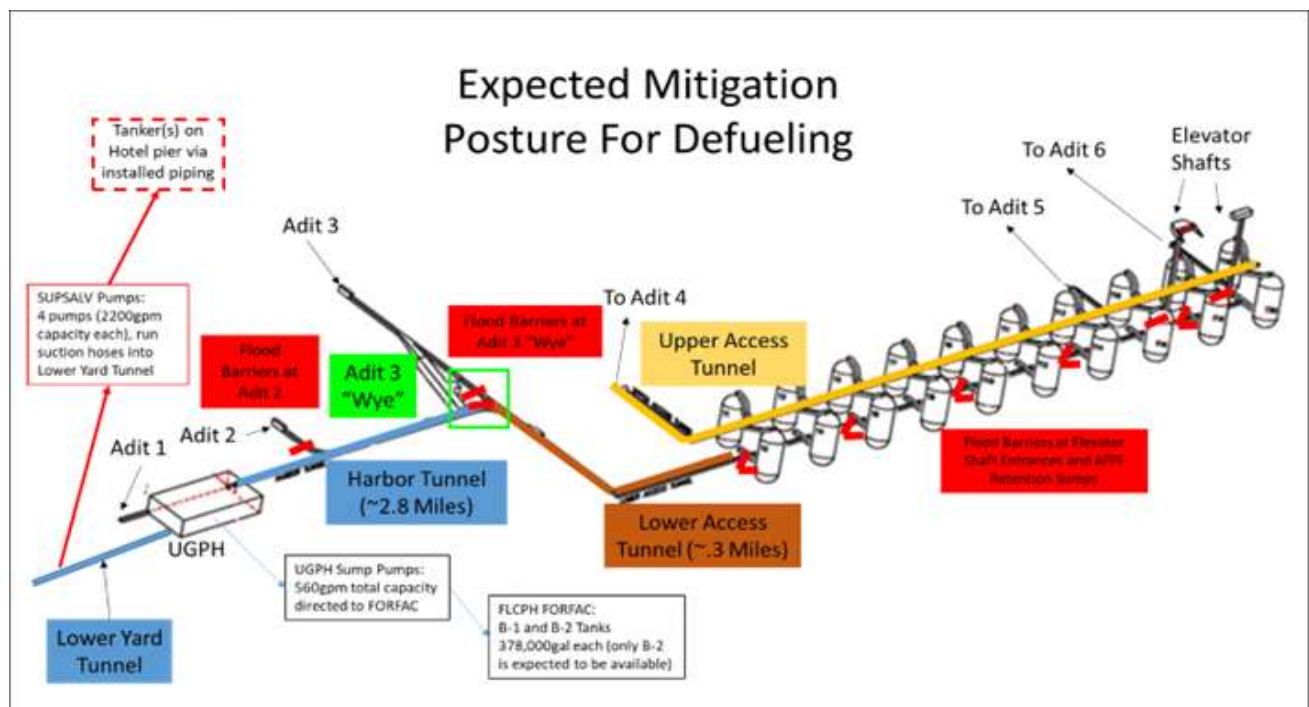 Expected Mitigation
Posture For Defueling
Tanker(s) on
Hotel pier via
installed piping
SUPSALV Pumps:
4 pumps (2200gpm
capacity each), run
suction hoses into
Lower Yard Tunnel
Flood
Barriers at
Adit 2
Adit 3
Flood Barriers at
Adit 3 "Wye"
Adit 3
"Wye"
Adit 1
Adit 2
UGPH
Harbor Tunnel
(~2.8 Miles)
Lower Yard
Tunnel
UGPH Sump Pumps:
560gpm total capacity
directed to FORFAC
FLCPH FORFAC:
B-1 and B-2 Tanks
378,000gal each (only B-2
is expected to be available)
To Adit 4
Upper Access
Tunnel
Lower Access
Tunnel (~.3 Miles)
To Adit 5
To Adit 6
Elevator
Shafts
Flood Barriers at Elevator
Shaft Entrances and AFFF
Retention Sumps